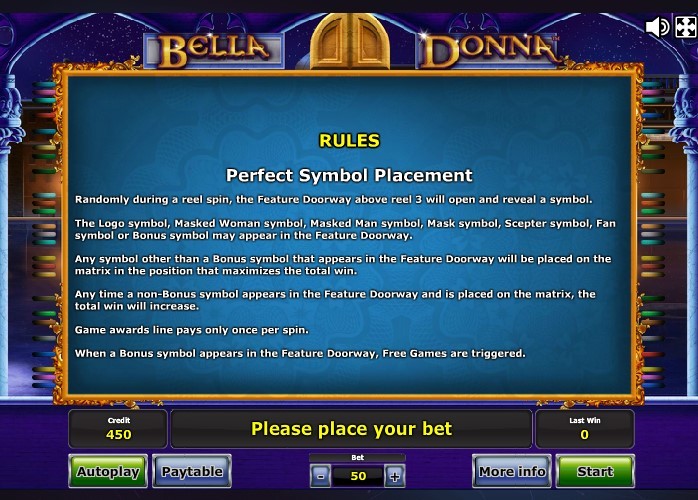 BELLA DONNA
RULES
Perfect Symbol Placement
Randomly during a reel spin, the Feature Doorway above reel 3 will open and reveal a symbol.
The Logo symbol, Masked Woman symbol, Masked Man symbol, Mask symbol, Scepter symbol, Fan
symbol or Bonus symbol may appear in the Feature Doorway.
Any symbol other than a Bonus symbol that appears in the Feature Doorway will be placed on the
matrix in the position that maximizes the total win.
Any time a non-Bonus symbol appears in the Feature Doorway and is placed on the matrix, the
total win will increase.
Game awards line pays only once per spin.
When a Bonus symbol appears in the Feature Doorway, Free Games are triggered.
Credit
450
Please place your bet
Last Win
0
Autoplay
Paytable
Bet
- 50 +
More info
Start